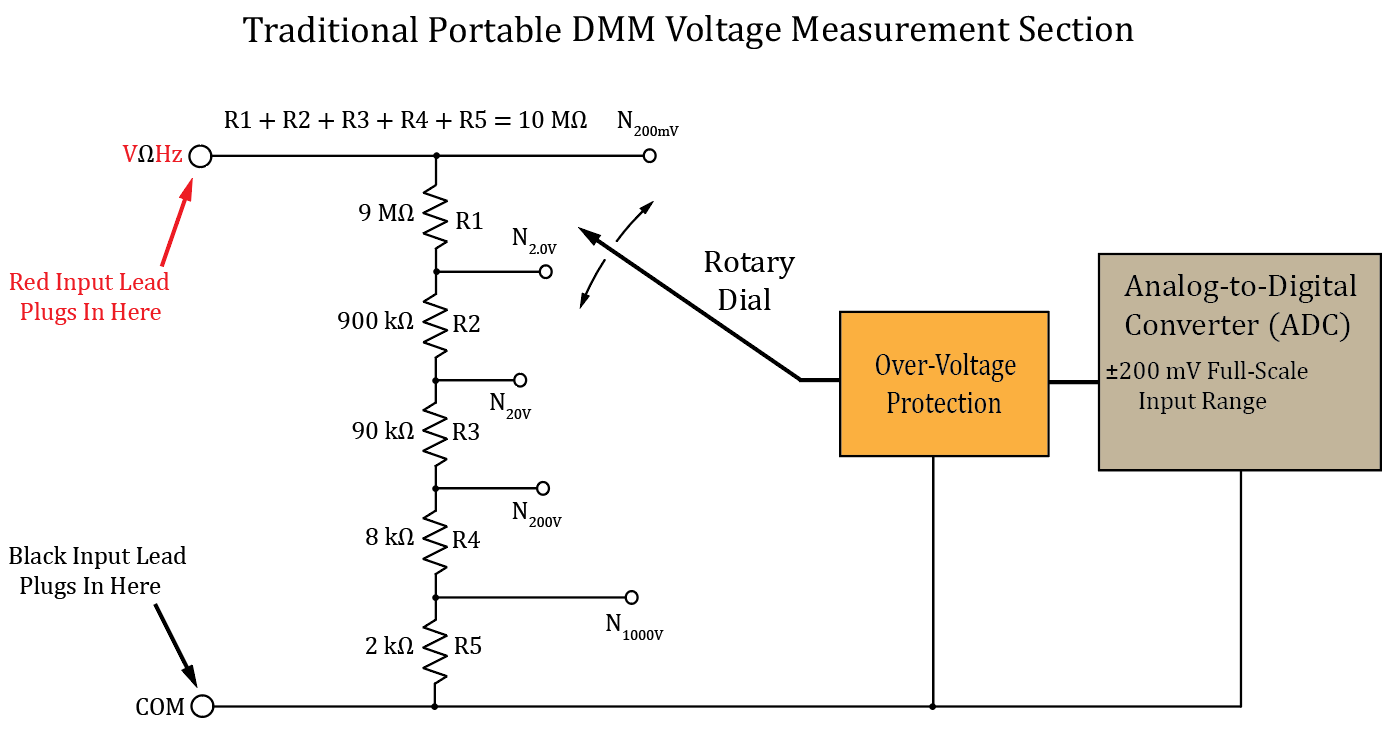 Traditional Portable DMM Voltage Measurement Section
R1 + R2 + R3 + R4 + R5 = 10 MΩ
N200mV
VΩHz
9 MΩ
R1
N2.0V
Red Input Lead
Plugs In Here
Rotary
Dial
Analog-to-Digital
Converter (ADC)
±200 mV Full-Scale
Input Range
900 kΩ
R2
Over-Voltage
Protection
N20V
90 kΩ
R3
N200V
8 kΩ
R4
Black Input Lead
Plugs In Here
N1000V
2 kΩ
R5
COM